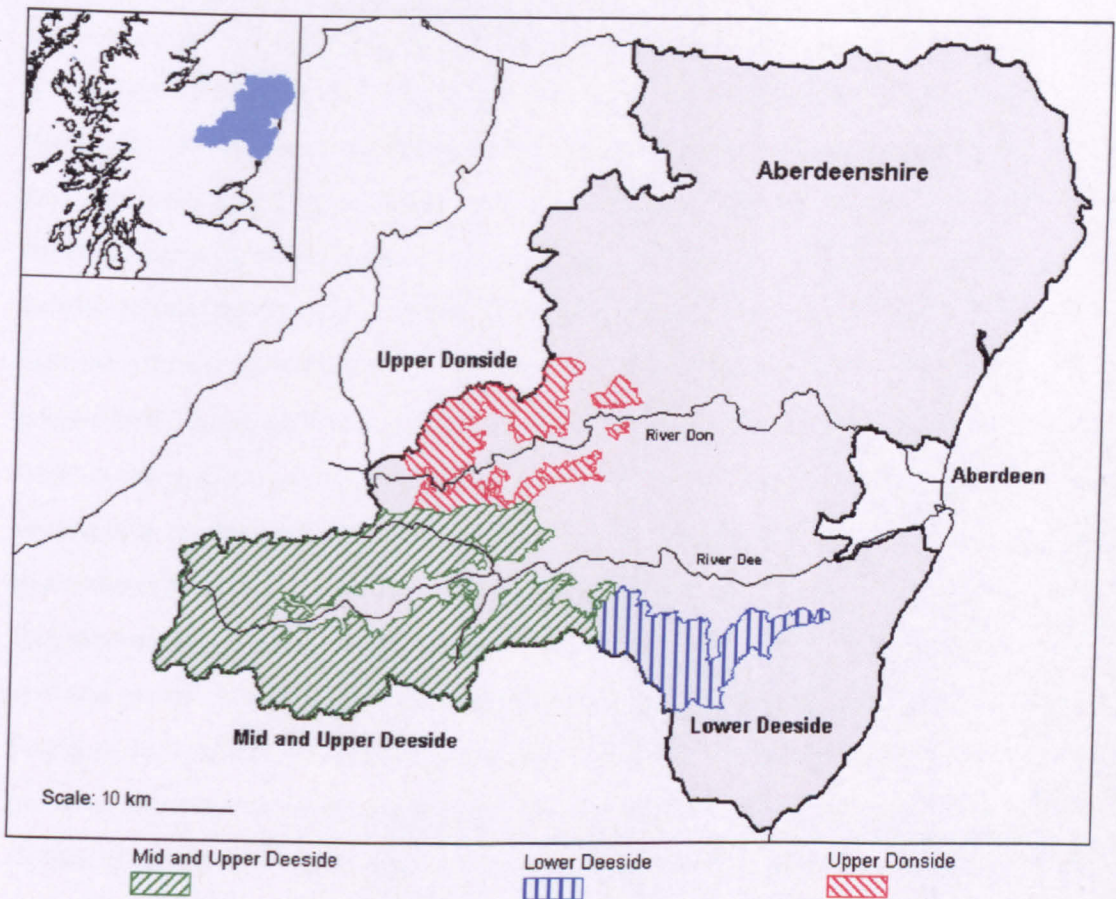 Aberdeenshire
Upper Donside
River Don
Aberdeen
River Dee
Lower Deeside
Mid and Upper Deeside
Scale: 10 km
Mid and Upper Deeside
Lower Deeside
Upper Donside